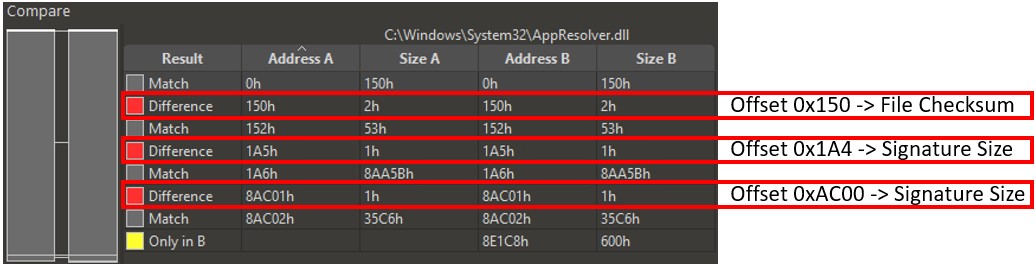 Compare
C:\Windows\System32\AppResolver.dll
Result Address A Size A Address B Size B
Match 0h 150h 0h 150h
Difference 150h 2h 150h 2h Offset 0x150 -> File Checksum
Match 152h 53h 152h 53h
Difference 1A5h 1h 1A5h 1h Offset 0x1A4 -> Signature Size
Match 1A6h 8AA5Bh 1A6h 8AA5Bh
Difference 8AC01h 1h 8AC01h 1h Offset 0xAC00 -> Signature Size
Match 8AC02h 35C6h 8AC02h 35C6h
Only in B 8E1C8h 600h